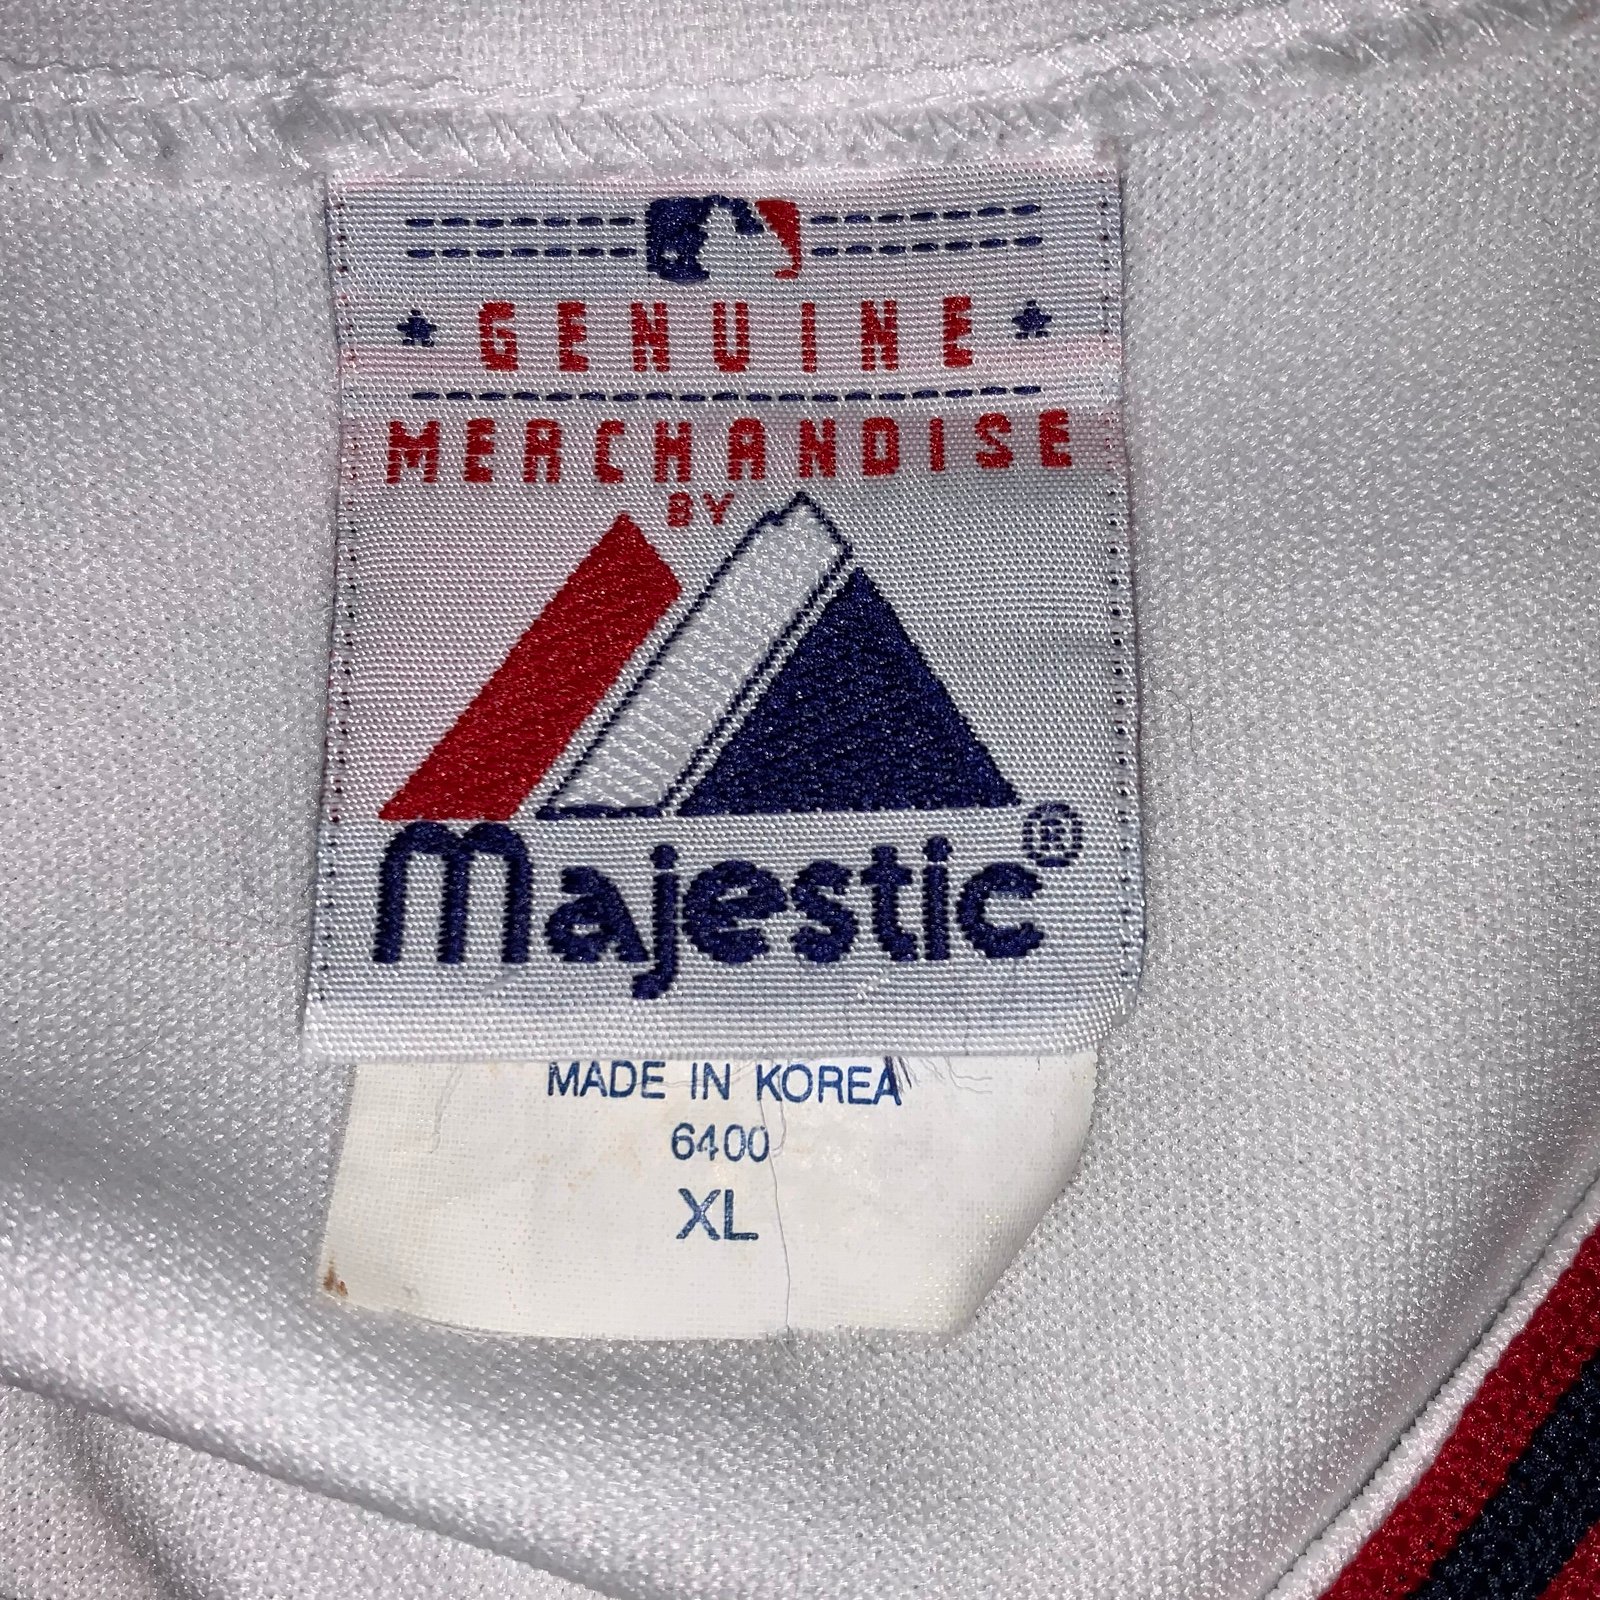 GENUINE
MERCHANDISE
BY
Majestic®
MADE IN KOREA
6400
XL